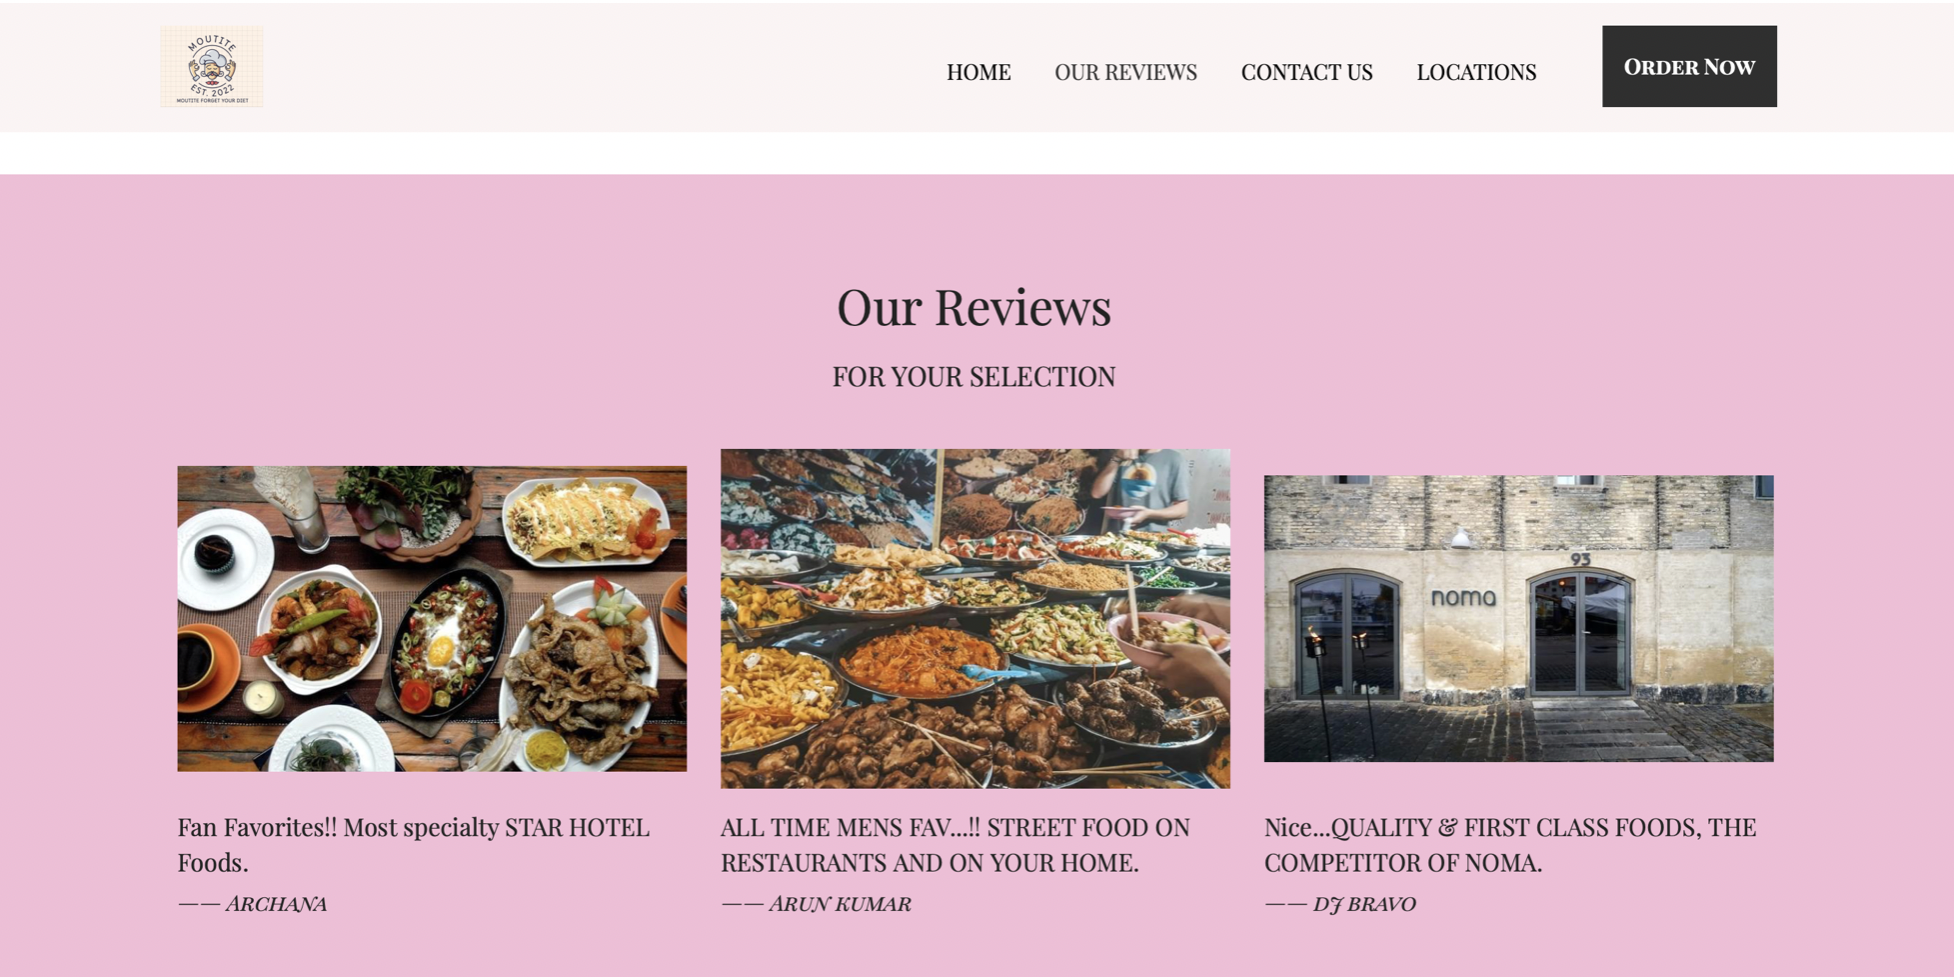 MOUTITE
EST. 2022
MOUTITE FORGET YOUR DIET
HOME
OUR REVIEWS
CONTACT US
LOCATIONS
ORDER NOW
Our Reviews
FOR YOUR SELECTION
93
noma
Fan Favorites!! Most specialty STAR HOTEL
Foods.
—— ARCHANA
ALL TIME MENS FAV...!! STREET FOOD ON
RESTAURANTS AND ON YOUR HOME.
—— ARUN KUMAR
Nice...QUALITY & FIRST CLASS FOODS, THE
COMPETITOR OF NOMA.
—— DJ BRAVO